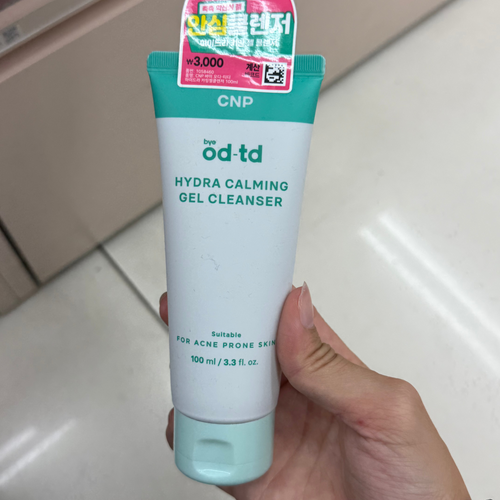 안심클렌저
₩3,000
계산
CNP
bye
od-td
HYDRA CALMING
GEL CLEANSER
Suitable
FOR ACNE PRONE SKIN
100 ml / 3.3 fl. oz.